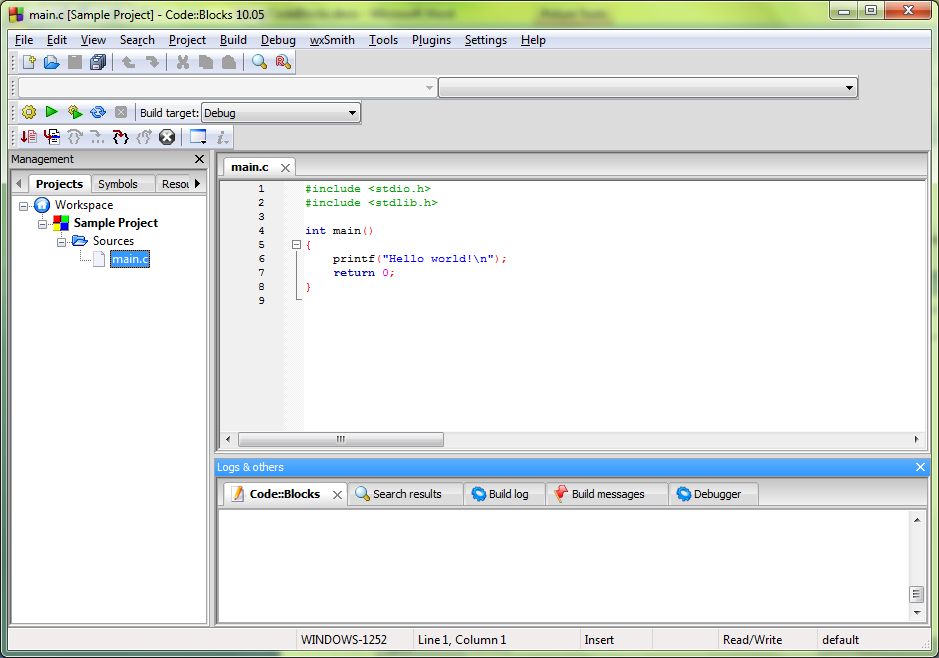 main.c [Sample Project] - Code::Blocks 10.05
File Edit View Search Project Build Debug wxSmith Tools Plugins Settings Help
Build target: Debug
Management
Projects Symbols Resou
Workspace
Sample Project
Sources
main.c
main.c
1 #include <stdio.h>
2 #include <stdlib.h>
3
4 int main()
5 {
6 printf("Hello world!\n");
7 return 0;
8 }
9
Logs & others
Code::Blocks Search results Build log Build messages Debugger
WINDOWS-1252 Line 1, Column 1 Insert Read/Write default